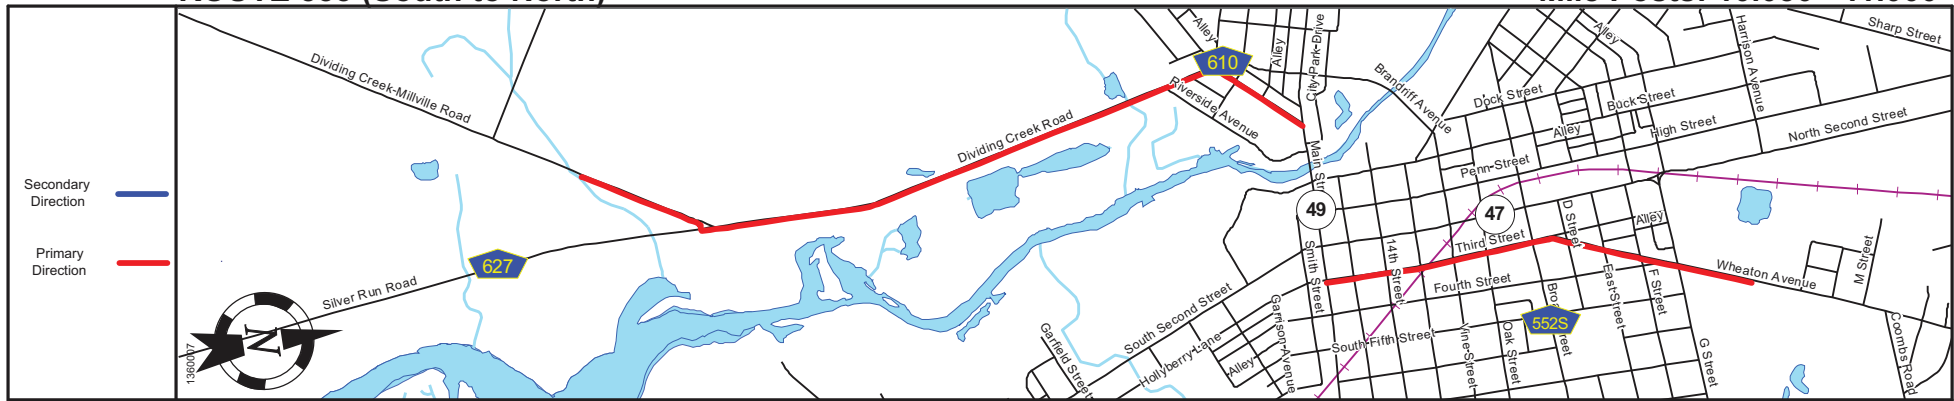 Secondary
Direction
Primary
Direction
Dividing Creek-Millville Road
Silver Run Road
627
1360007
N
Dividing Creek Road
Alley
610
Alley
City Park Drive
Riverside Avenue
Brandriff Avenue
Main Str
49
Smith Street
14th Street
Garrison Avenue
South Second Street
Hollyberry Lane
Alley
Garfield Street
South Fifth Street
Fourth Street
Third Street
47
Penn Street
Dock Street
Alley
Buck Street
Alley
High Street
Harrison Avenue
Sharp Street
North Second Street
D Street
Alley
East Street
F Street
Wheaton Avenue
M Street
Vine Street
Oak Street
552S
G Street
Coombs Road